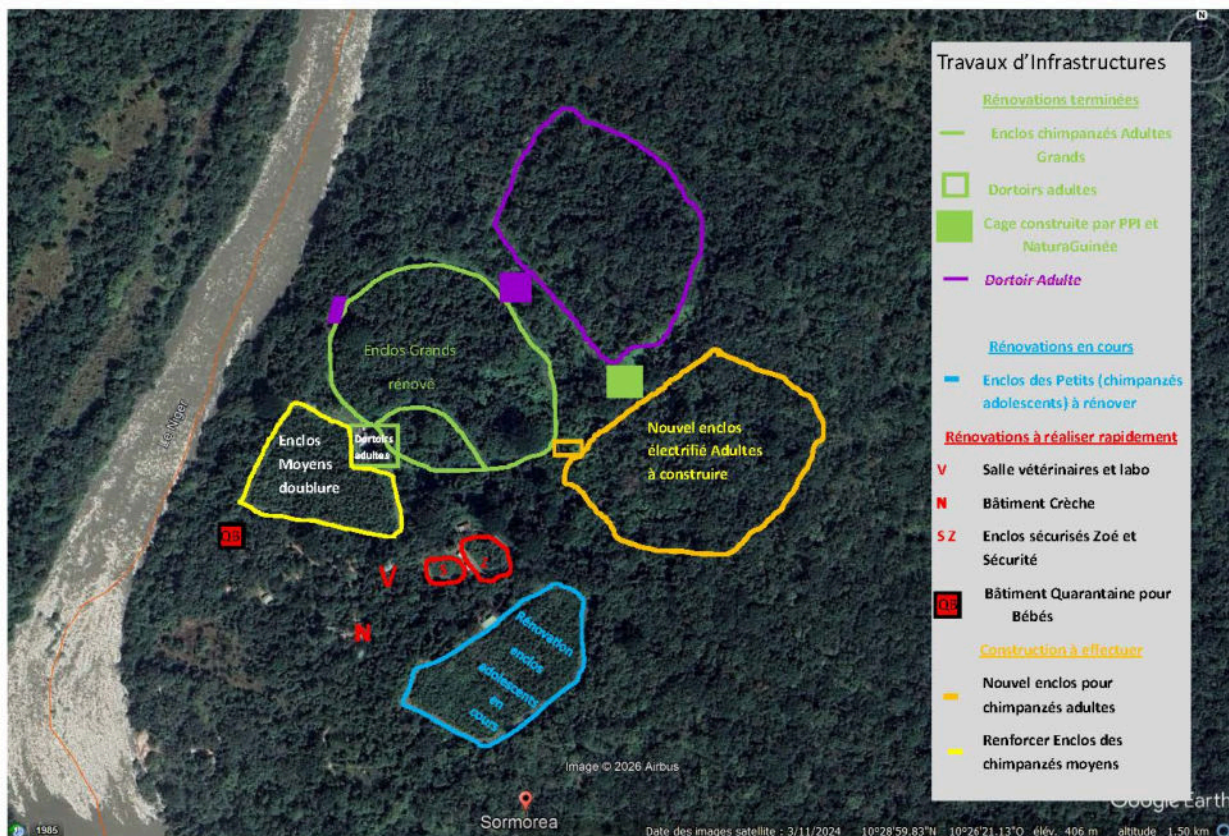 N
Travaux d'Infrastructures
Rénovations terminées
Enclos chimpanzés Adultes
Grands
Dortoirs adultes
Cage construite par PPI et
NaturaGuinée
Dortoir Adulte
Rénovations en cours
Enclos des Petits (chimpanzés
adolescents) à rénover
Rénovations à réaliser rapidement
V Salle vétérinaires et labo
N Bâtiment Crèche
S Z Enclos sécurisés Zoé et
Sécurité
QB Bâtiment Quarantaine pour
Bébés
Construction à effectuer
Nouvel enclos pour
chimpanzés adultes
Renforcer Enclos des
chimpanzés moyens
Le Niger
Enclos Grands
rénové
Enclos
Moyens
doublure
Dortoirs
adultes
Nouvel enclos
électrifié Adultes
à construire
QB
V
S
Z
N
Rénovation
enclos
adolescents
en
cours
Image © 2026 Airbus
Sormorea
Google Earth
1985
Date des images satellite : 3/11/2024 10°28'59.83"N 10°26'21.13"O élév. 406 m altitude 1.50 km